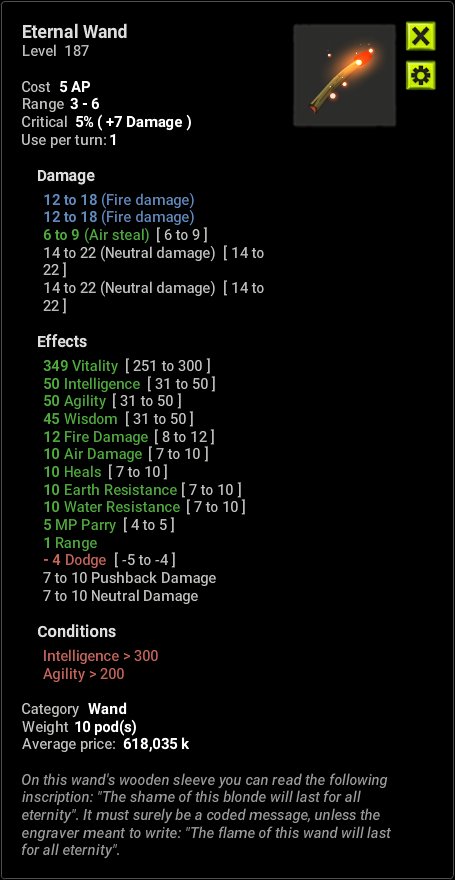 Eternal Wand
Level 187
Cost 5 AP
Range 3 - 6
Critical 5% ( +7 Damage )
Use per turn: 1
Damage
12 to 18 (Fire damage)
12 to 18 (Fire damage)
6 to 9 (Air steal) [ 6 to 9 ]
14 to 22 (Neutral damage) [ 14 to
22 ]
14 to 22 (Neutral damage) [ 14 to
22 ]
Effects
349 Vitality [ 251 to 300 ]
50 Intelligence [ 31 to 50 ]
50 Agility [ 31 to 50 ]
45 Wisdom [ 31 to 50 ]
12 Fire Damage [ 8 to 12 ]
10 Air Damage [ 7 to 10 ]
10 Heals [ 7 to 10 ]
10 Earth Resistance [ 7 to 10 ]
10 Water Resistance [ 7 to 10 ]
5 MP Parry [ 4 to 5 ]
1 Range
- 4 Dodge [ -5 to -4 ]
7 to 10 Pushback Damage
7 to 10 Neutral Damage
Conditions
Intelligence > 300
Agility > 200
Category Wand
Weight 10 pod(s)
Average price: 618,035 k
On this wand's wooden sleeve you can read the following
inscription: "The shame of this blonde will last for all
eternity". It must surely be a coded message, unless the
engraver meant to write: "The flame of this wand will last
for all eternity".